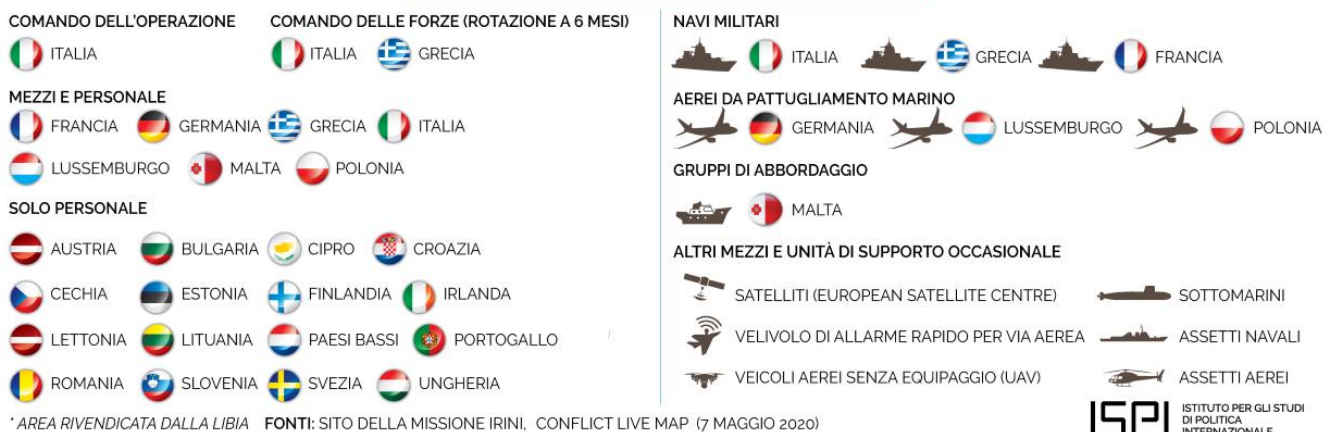 COMANDO DELL'OPERAZIONE
ITALIA
COMANDO DELLE FORZE (ROTAZIONE A 6 MESI)
ITALIA GRECIA
MEZZI E PERSONALE
FRANCIA GERMANIA GRECIA ITALIA
LUSSEMBURGO MALTA POLONIA
SOLO PERSONALE
AUSTRIA BULGARIA CIPRO CROAZIA
CECHIA ESTONIA FINLANDIA IRLANDA
LETTONIA LITUANIA PAESI BASSI PORTOGALLO
ROMANIA SLOVENIA SVEZIA UNGHERIA
NAVI MILITARI
ITALIA GRECIA FRANCIA
AEREI DA PATTUGLIAMENTO MARINO
GERMANIA LUSSEMBURGO POLONIA
GRUPPI DI ABBORDAGGIO
MALTA
ALTRI MEZZI E UNITÀ DI SUPPORTO OCCASIONALE
SATELLITI (EUROPEAN SATELLITE CENTRE) SOTTOMARINI
VELIVOLO DI ALLARME RAPIDO PER VIA AEREA ASSETTI NAVALI
VEICOLI AEREI SENZA EQUIPAGGIO (UAV) ASSETTI AEREI
* AREA RIVENDICATA DALLA LIBIA FONTI: SITO DELLA MISSIONE IRINI, CONFLICT LIVE MAP (7 MAGGIO 2020)
ISPI
ISTITUTO PER GLI STUDI
DI POLITICA
INTERNAZIONALE